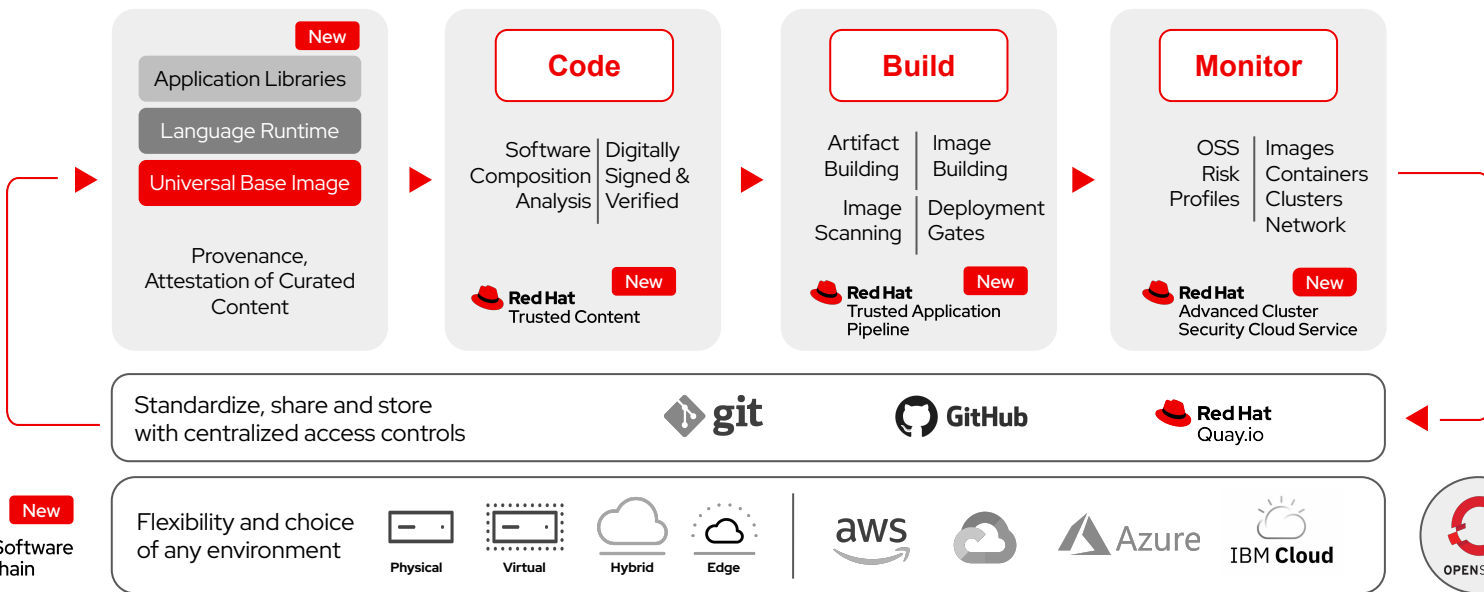 New
Application Libraries
Language Runtime
Universal Base Image
Provenance,
Attestation of Curated
Content
Code
Software
Composition
Analysis
Digitally
Signed &
Verified
New
Red Hat
Trusted Content
Build
Artifact
Building
Image
Building
Image
Scanning
Deployment
Gates
New
Red Hat
Trusted Application
Pipeline
Monitor
OSS
Risk
Profiles
Images
Containers
Clusters
Network
New
Red Hat
Advanced Cluster
Security Cloud Service
Standardize, share and store
with centralized access controls
git
GitHub
Red Hat
Quay.io
New
Software
Flexibility and choice
of any environment
Physical
Virtual
Hybrid
Edge
aws
Azure
IBM Cloud